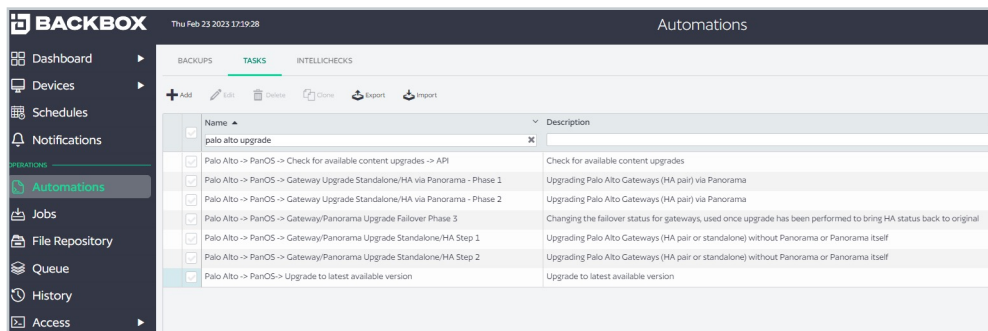 BACKBOX
Thu Feb 23 2023 17:19:28
Automations
Dashboard
Devices
Schedules
Notifications
OPERATIONS
Automations
Jobs
File Repository
Queue
History
Access
BACKUPS TASKS INTELLICHECKS
Add Edit Delete Clone Export Import
Name Description
palo alto upgrade
Palo Alto -> PanOS -> Check for available content upgrades -> API Check for available content upgrades
Palo Alto -> PanOS -> Gateway Upgrade Standalone/HA via Panorama - Phase 1 Upgrading Palo Alto Gateways (HA pair) via Panorama
Palo Alto -> PanOS -> Gateway Upgrade Standalone/HA via Panorama - Phase 2 Upgrading Palo Alto Gateways (HA pair) via Panorama
Palo Alto -> PanOS -> Gateway/Panorama Upgrade Failover Phase 3 Changing the failover status for gateways, used once upgrade has been performed to bring HA status back to original
Palo Alto -> PanOS -> Gateway/Panorama Upgrade Standalone/HA Step 1 Upgrading Palo Alto Gateways (HA pair or standalone) without Panorama or Panorama itself
Palo Alto -> PanOS -> Gateway/Panorama Upgrade Standalone/HA Step 2 Upgrading Palo Alto Gateways (HA pair or standalone) without Panorama or Panorama itself
Palo Alto -> PanOS-> Upgrade to latest available version Upgrade to latest available version